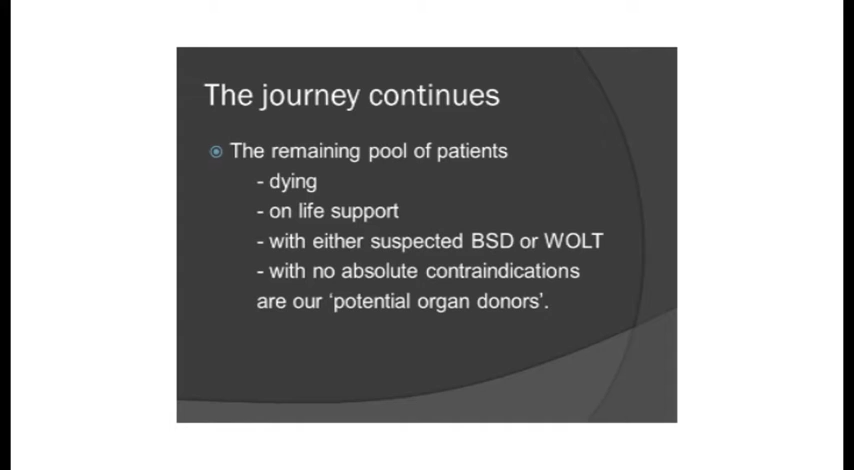 The journey continues
The remaining pool of patients
- dying
- on life support
- with either suspected BSD or WOLT
- with no absolute contraindications
are our ‘potential organ donors’.